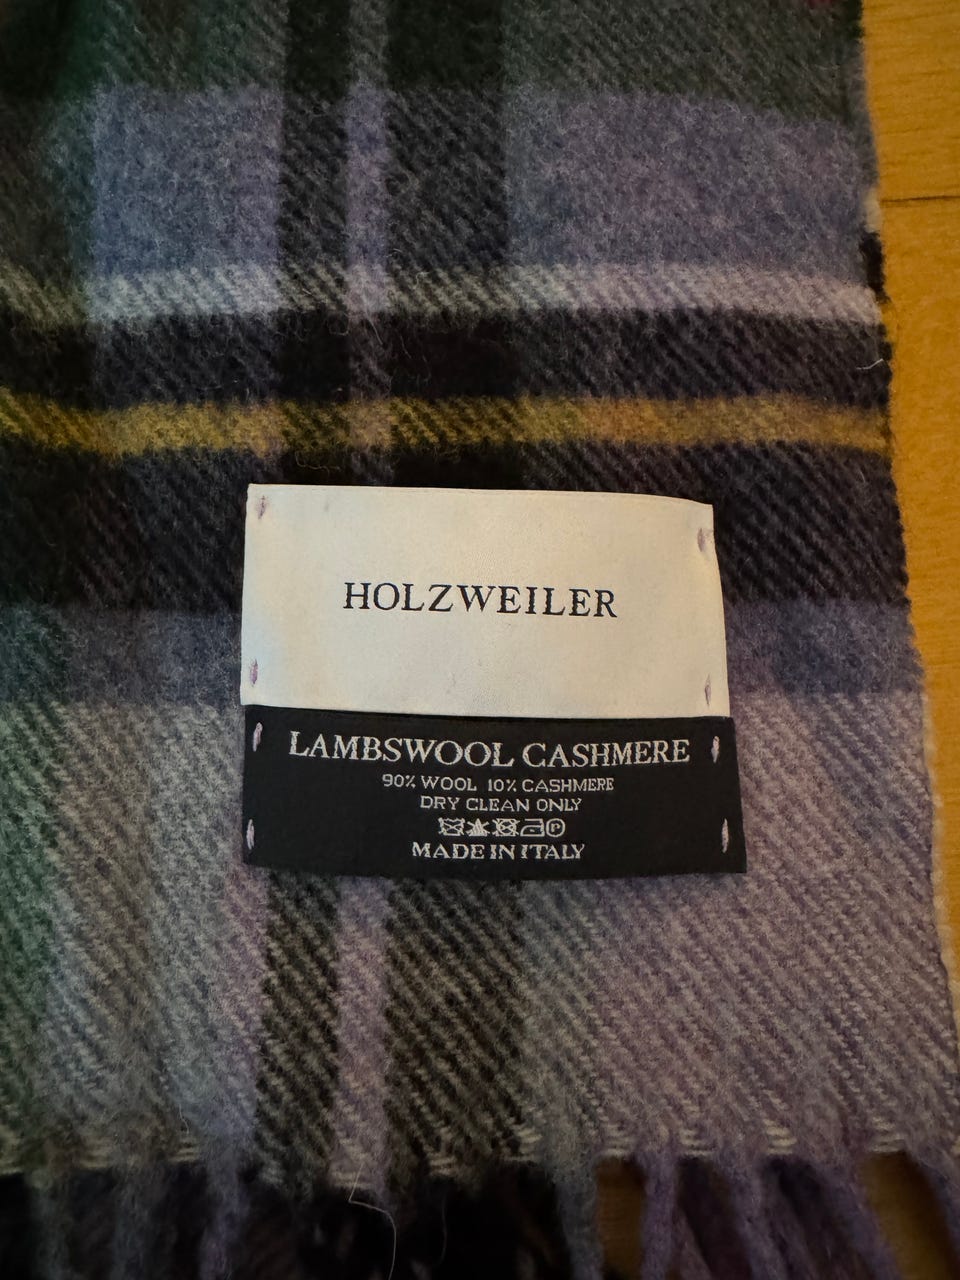 HOLZWEILER
LAMBSWOOL CASHMERE
90% WOOL 10% CASHMERE
DRY CLEAN ONLY
P
MADE IN ITALY